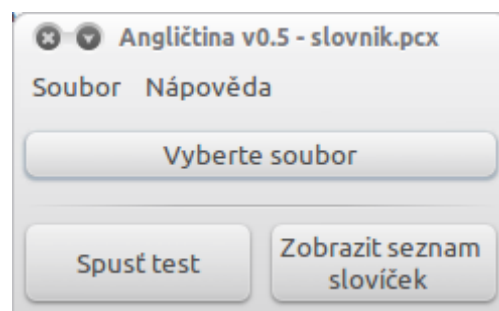 Angličtina v0.5 - slovnik.pcx
Soubor Nápověda
Vyberte soubor
Spusť test
Zobrazit seznam
slovíček